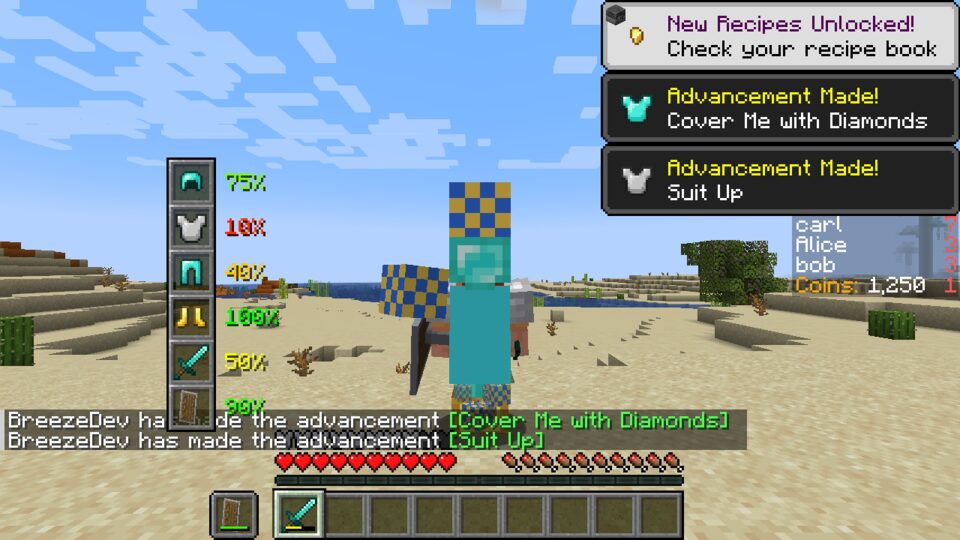 New Recipes Unlocked!
Check your recipe book
Advancement Made!
Cover Me with Diamonds
Advancement Made!
Suit Up
75%
10%
40%
100%
50%
90%
carl
Alice
bob
Coins: 1,250
BreezeDev has made the advancement [Cover Me with Diamonds]
BreezeDev has made the advancement [Suit Up]